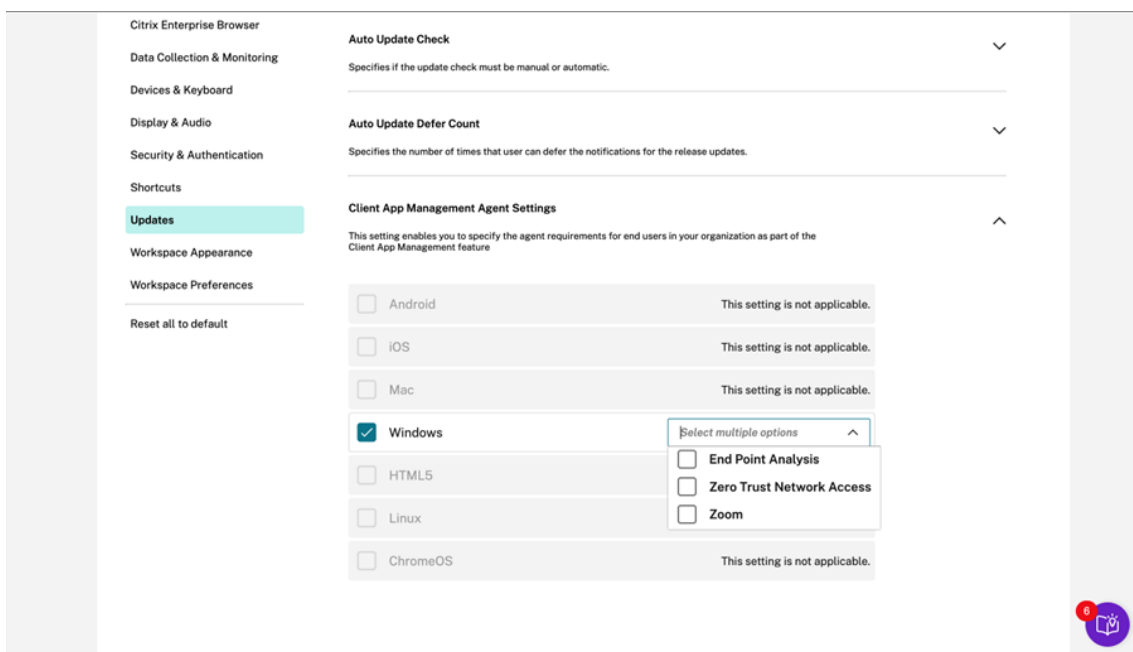 Citrix Enterprise Browser
Data Collection & Monitoring
Devices & Keyboard
Display & Audio
Security & Authentication
Shortcuts
Updates
Workspace Appearance
Workspace Preferences
Reset all to default
Auto Update Check
Specifies if the update check must be manual or automatic.
Auto Update Defer Count
Specifies the number of times that user can defer the notifications for the release updates.
Client App Management Agent Settings
This setting enables you to specify the agent requirements for end users in your organization as part of the
Client App Management feature
Android This setting is not applicable.
iOS This setting is not applicable.
Mac This setting is not applicable.
Windows Select multiple options
End Point Analysis
HTML5
Zero Trust Network Access
Zoom
Linux
ChromeOS This setting is not applicable.
6